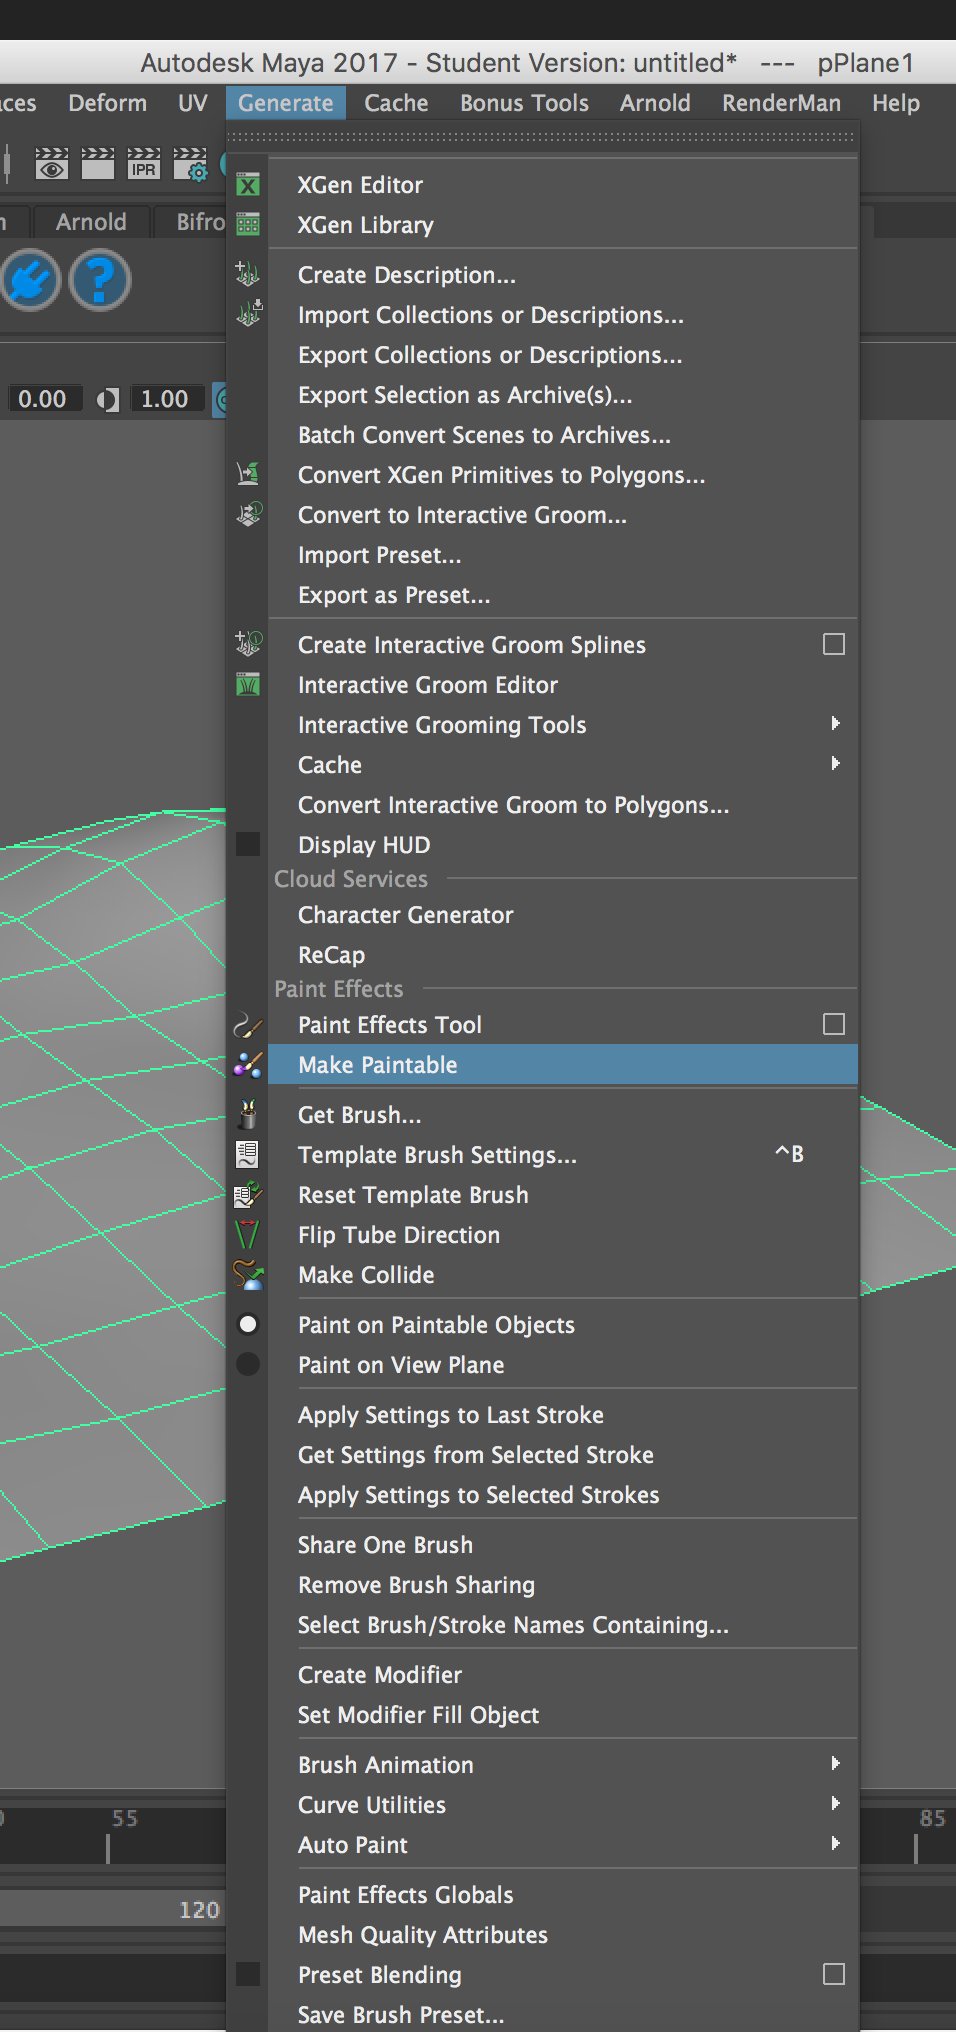 Autodesk Maya 2017 - Student Version: untitled*   ---   pPlane1
Deform UV Generate Cache Bonus Tools Arnold RenderMan Help
IPR
Arnold
0.00 1.00
XGen Editor
XGen Library
Create Description...
Import Collections or Descriptions...
Export Collections or Descriptions...
Export Selection as Archive(s)...
Batch Convert Scenes to Archives...
Convert XGen Primitives to Polygons...
Convert to Interactive Groom...
Import Preset...
Export as Preset...
Create Interactive Groom Splines
Interactive Groom Editor
Interactive Grooming Tools
Cache
Convert Interactive Groom to Polygons...
Display HUD
Cloud Services
Character Generator
ReCap
Paint Effects
Paint Effects Tool
Make Paintable
Get Brush...
Template Brush Settings... ^B
Reset Template Brush
Flip Tube Direction
Make Collide
Paint on Paintable Objects
Paint on View Plane
Apply Settings to Last Stroke
Get Settings from Selected Stroke
Apply Settings to Selected Strokes
Share One Brush
Remove Brush Sharing
Select Brush/Stroke Names Containing...
Create Modifier
Set Modifier Fill Object
Brush Animation
Curve Utilities
Auto Paint
Paint Effects Globals
Mesh Quality Attributes
Preset Blending
Save Brush Preset...
55 85
120